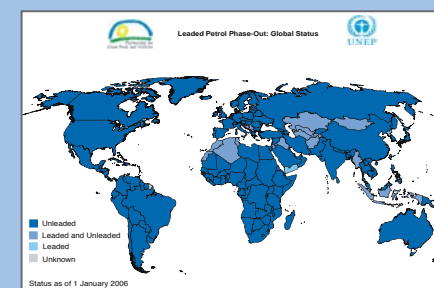 Leaded Petrol Phase-Out: Global Status
UNEP
Unleaded
Leaded and Unleaded
Leaded
Unknown
Status as of 1 January 2006